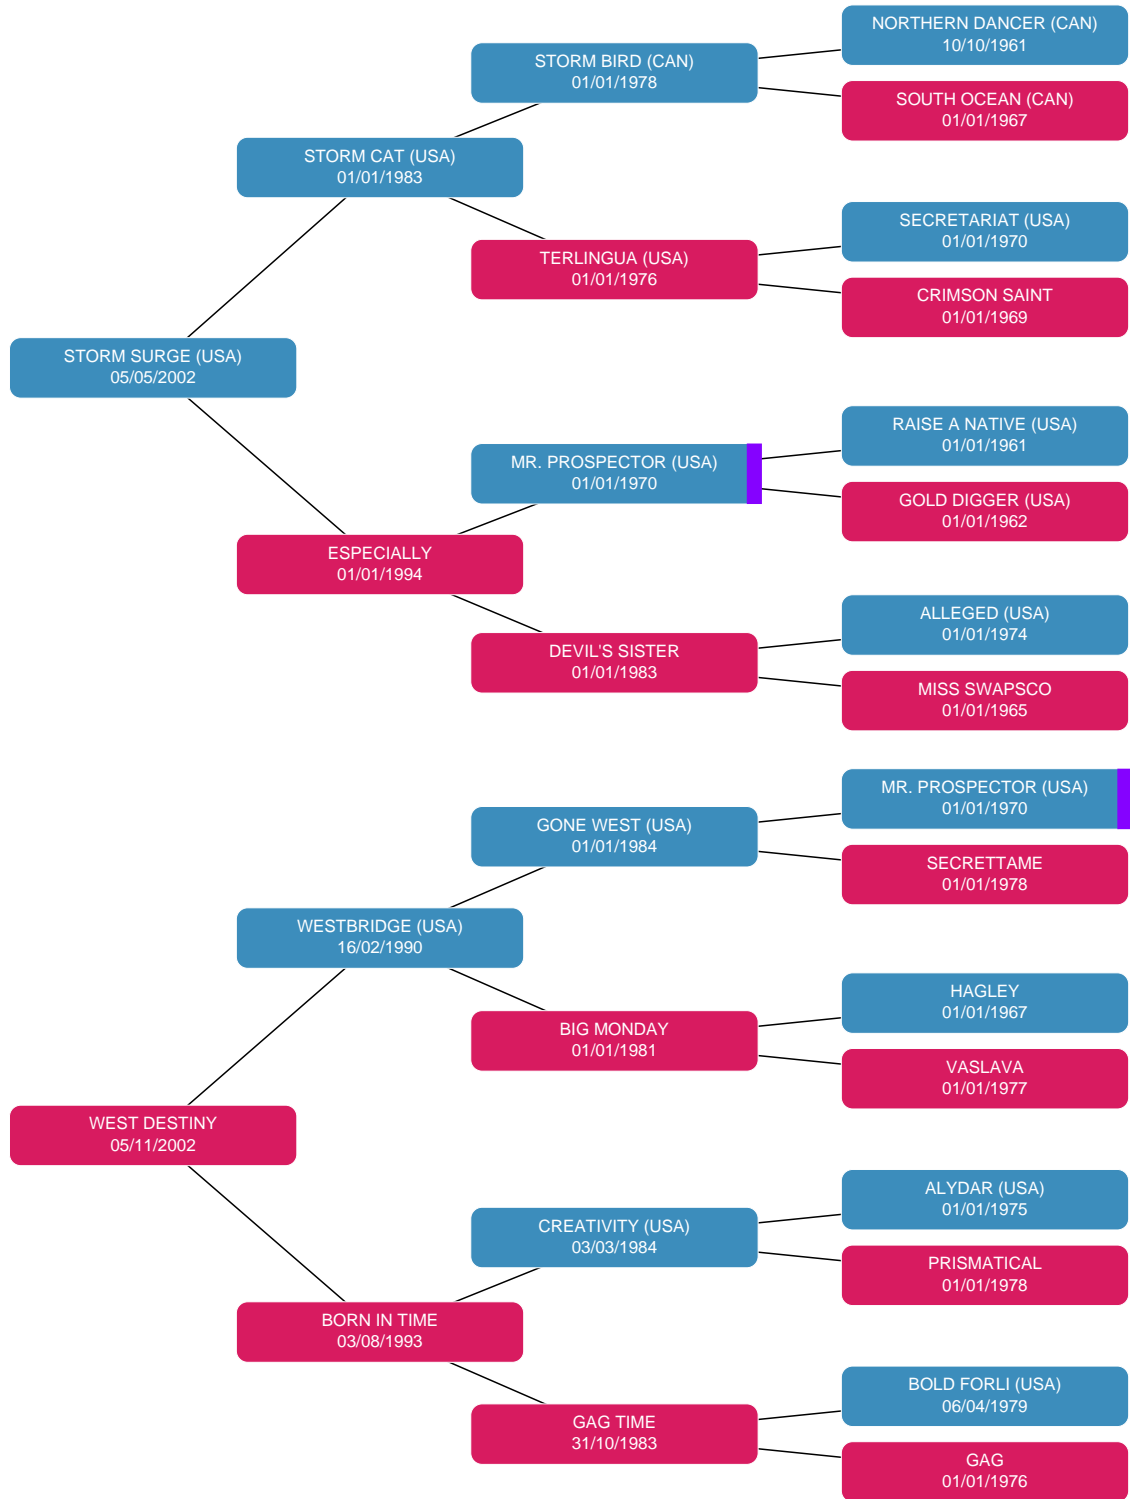 NORTHERN DANCER (CAN)
10/10/1961
STORM BIRD (CAN)
01/01/1978
SOUTH OCEAN (CAN)
01/01/1967
STORM CAT (USA)
01/01/1983
SECRETARIAT (USA)
01/01/1970
TERLINGUA (USA)
01/01/1976
CRIMSON SAINT
01/01/1969
STORM SURGE (USA)
05/05/2002
RAISE A NATIVE (USA)
01/01/1961
MR. PROSPECTOR (USA)
01/01/1970
GOLD DIGGER (USA)
01/01/1962
ESPECIALLY
01/01/1994
ALLEGED (USA)
01/01/1974
DEVIL'S SISTER
01/01/1983
MISS SWAPSCO
01/01/1965
MR. PROSPECTOR (USA)
01/01/1970
GONE WEST (USA)
01/01/1984
SECRETTAME
01/01/1978
WESTBRIDGE (USA)
16/02/1990
HAGLEY
01/01/1967
BIG MONDAY
01/01/1981
VASLAVA
01/01/1977
WEST DESTINY
05/11/2002
ALYDAR (USA)
01/01/1975
CREATIVITY (USA)
03/03/1984
PRISMATICAL
01/01/1978
BORN IN TIME
03/08/1993
BOLD FORLI (USA)
06/04/1979
GAG TIME
31/10/1983
GAG
01/01/1976